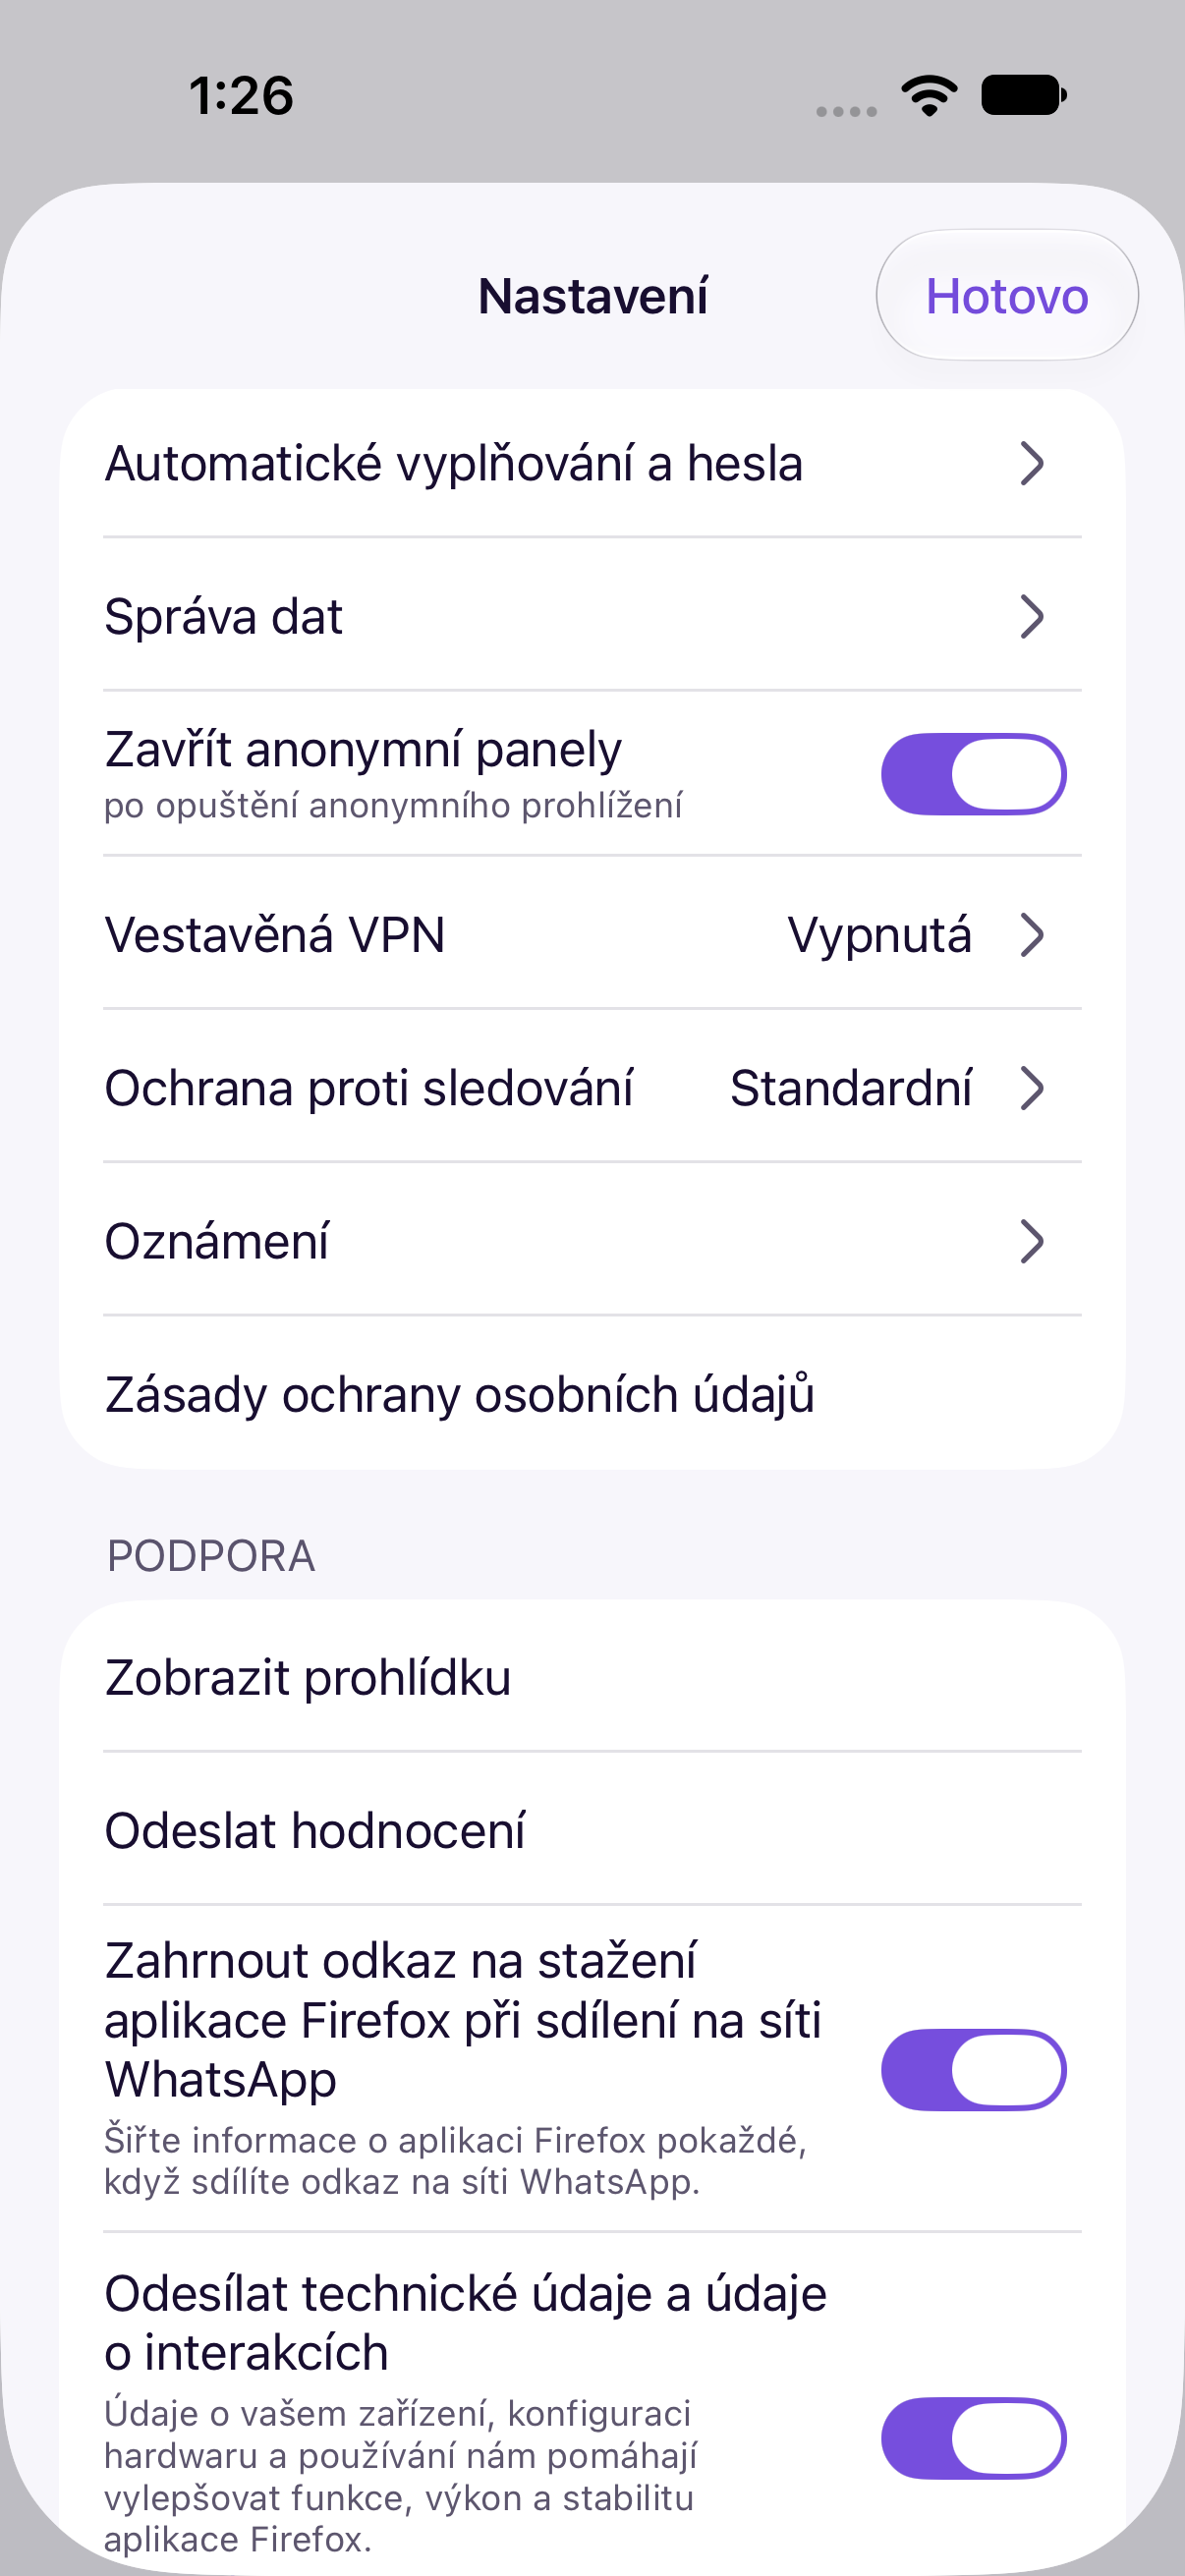 1:26
Nastavení
Hotovo
Automatické vyplňování a hesla
Správa dat
Zavřít anonymní panely
po opuštění anonymního prohlížení
Vestavěná VPN
Vypnutá
Ochrana proti sledování
Standardní
Oznámení
Zásady ochrany osobních údajů
PODPORA
Zobrazit prohlídku
Odeslat hodnocení
Zahrnout odkaz na stažení
aplikace Firefox při sdílení na síti
WhatsApp
Šiřte informace o aplikaci Firefox pokaždé,
když sdílíte odkaz na síti WhatsApp.
Odesílat technické údaje a údaje
o interakcích
Údaje o vašem zařízení, konfiguraci
hardwaru a používání nám pomáhají
vylepšovat funkce, výkon a stabilitu
aplikace Firefox.